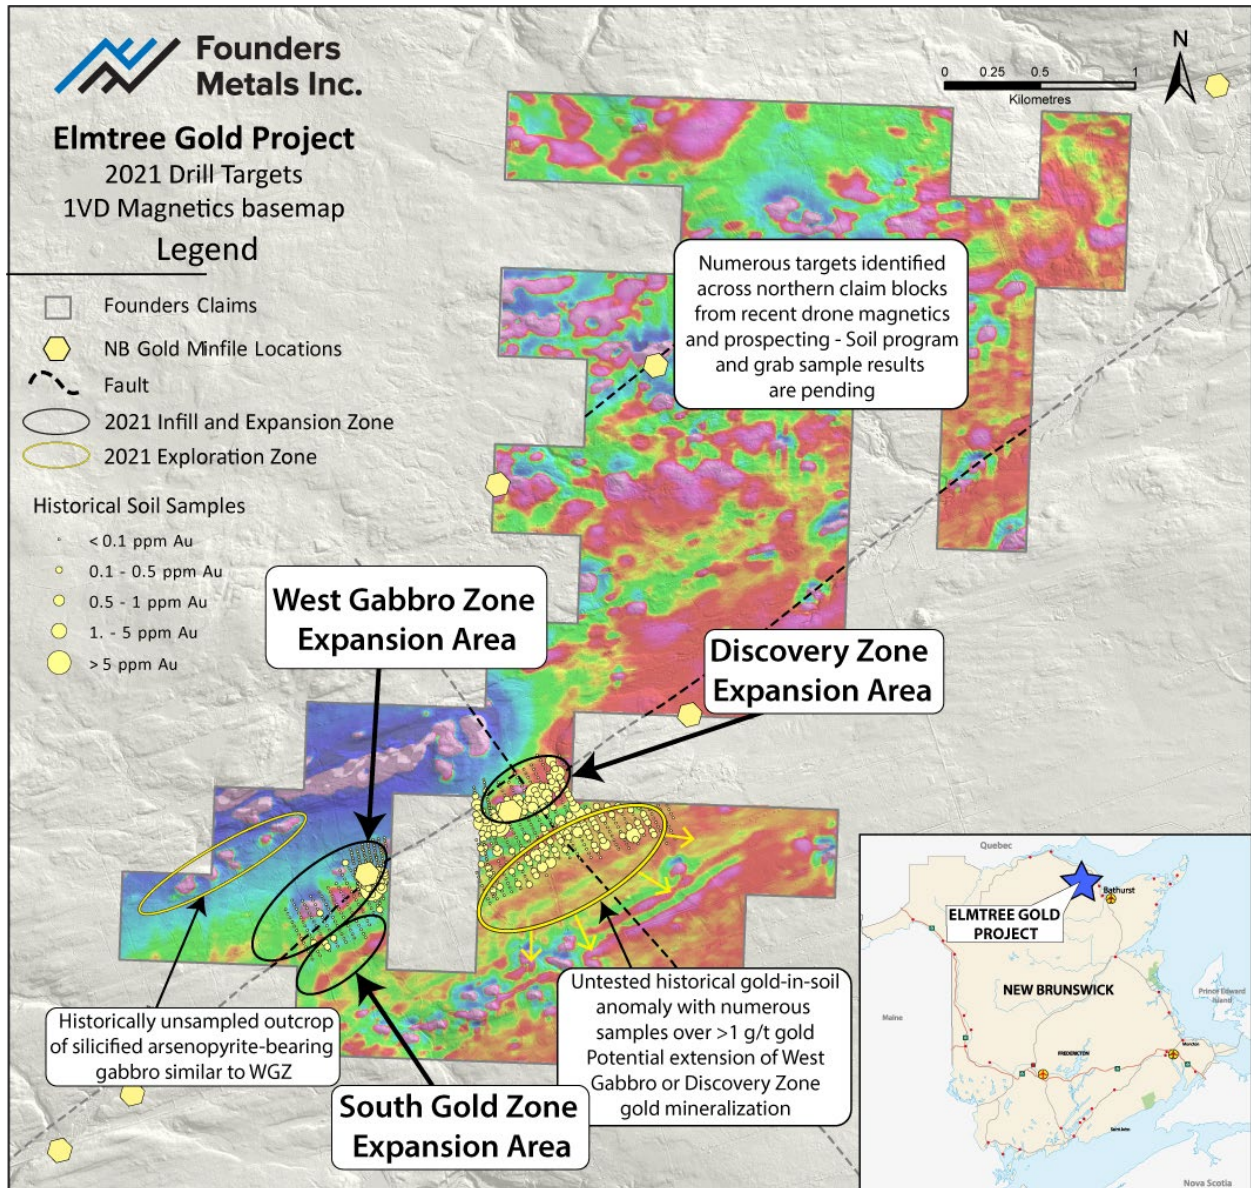 Founders
Metals Inc.
Elmtree Gold Project
2021 Drill Targets
1VD Magnetics basemap
Legend
Founders Claims
NB Gold Minfile Locations
Fault
2021 Infill and Expansion Zone
2021 Exploration Zone
Historical Soil Samples
< 0.1 ppm Au
0.1 - 0.5 ppm Au
0.5 - 1 ppm Au
1. - 5 ppm Au
> 5 ppm Au
0 0.25 0.5 1
Kilometres
N
Numerous targets identified
across northern claim blocks
from recent drone magnetics
and prospecting - Soil program
and grab sample results
are pending
West Gabbro Zone
Expansion Area
Discovery Zone
Expansion Area
Historically unsampled outcrop
of silicified arsenopyrite-bearing
gabbro similar to WGZ
South Gold Zone
Expansion Area
Untested historical gold-in-soil
anomaly with numerous
samples over >1 g/t gold
Potential extension of West
Gabbro or Discovery Zone
gold mineralization
Quebec
Bathurst
ELMTREE GOLD
PROJECT
NEW BRUNSWICK
Prince Edward
Island
Maine
FREDERICTON
Moncton
Saint John
Nova Scotia